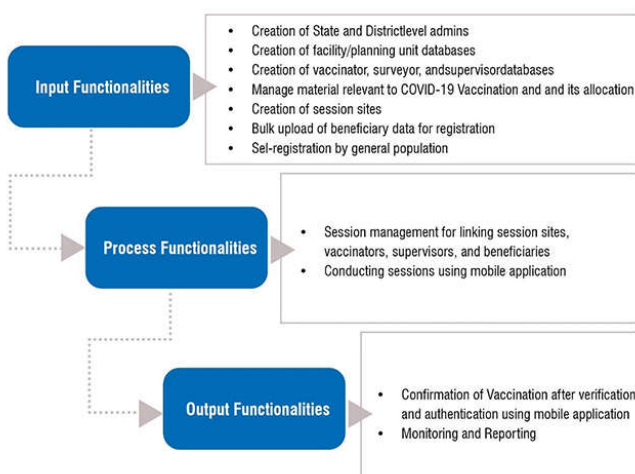 Input Functionalities
• Creation of State and Districtlevel admins
• Creation of facility/planning unit databases
• Creation of vaccinator, surveyor, andsupervisordatabases
• Manage material relevant to COVID-19 Vaccination and and its allocation
• Creation of session sites
• Bulk upload of beneficiary data for registration
• Sel-registration by general population
Process Functionalities
• Session management for linking session sites,
vaccinators, supervisors, and beneficiaries
• Conducting sessions using mobile application
Output Functionalities
• Confirmation of Vaccination after verification
and authentication using mobile application
• Monitoring and Reporting